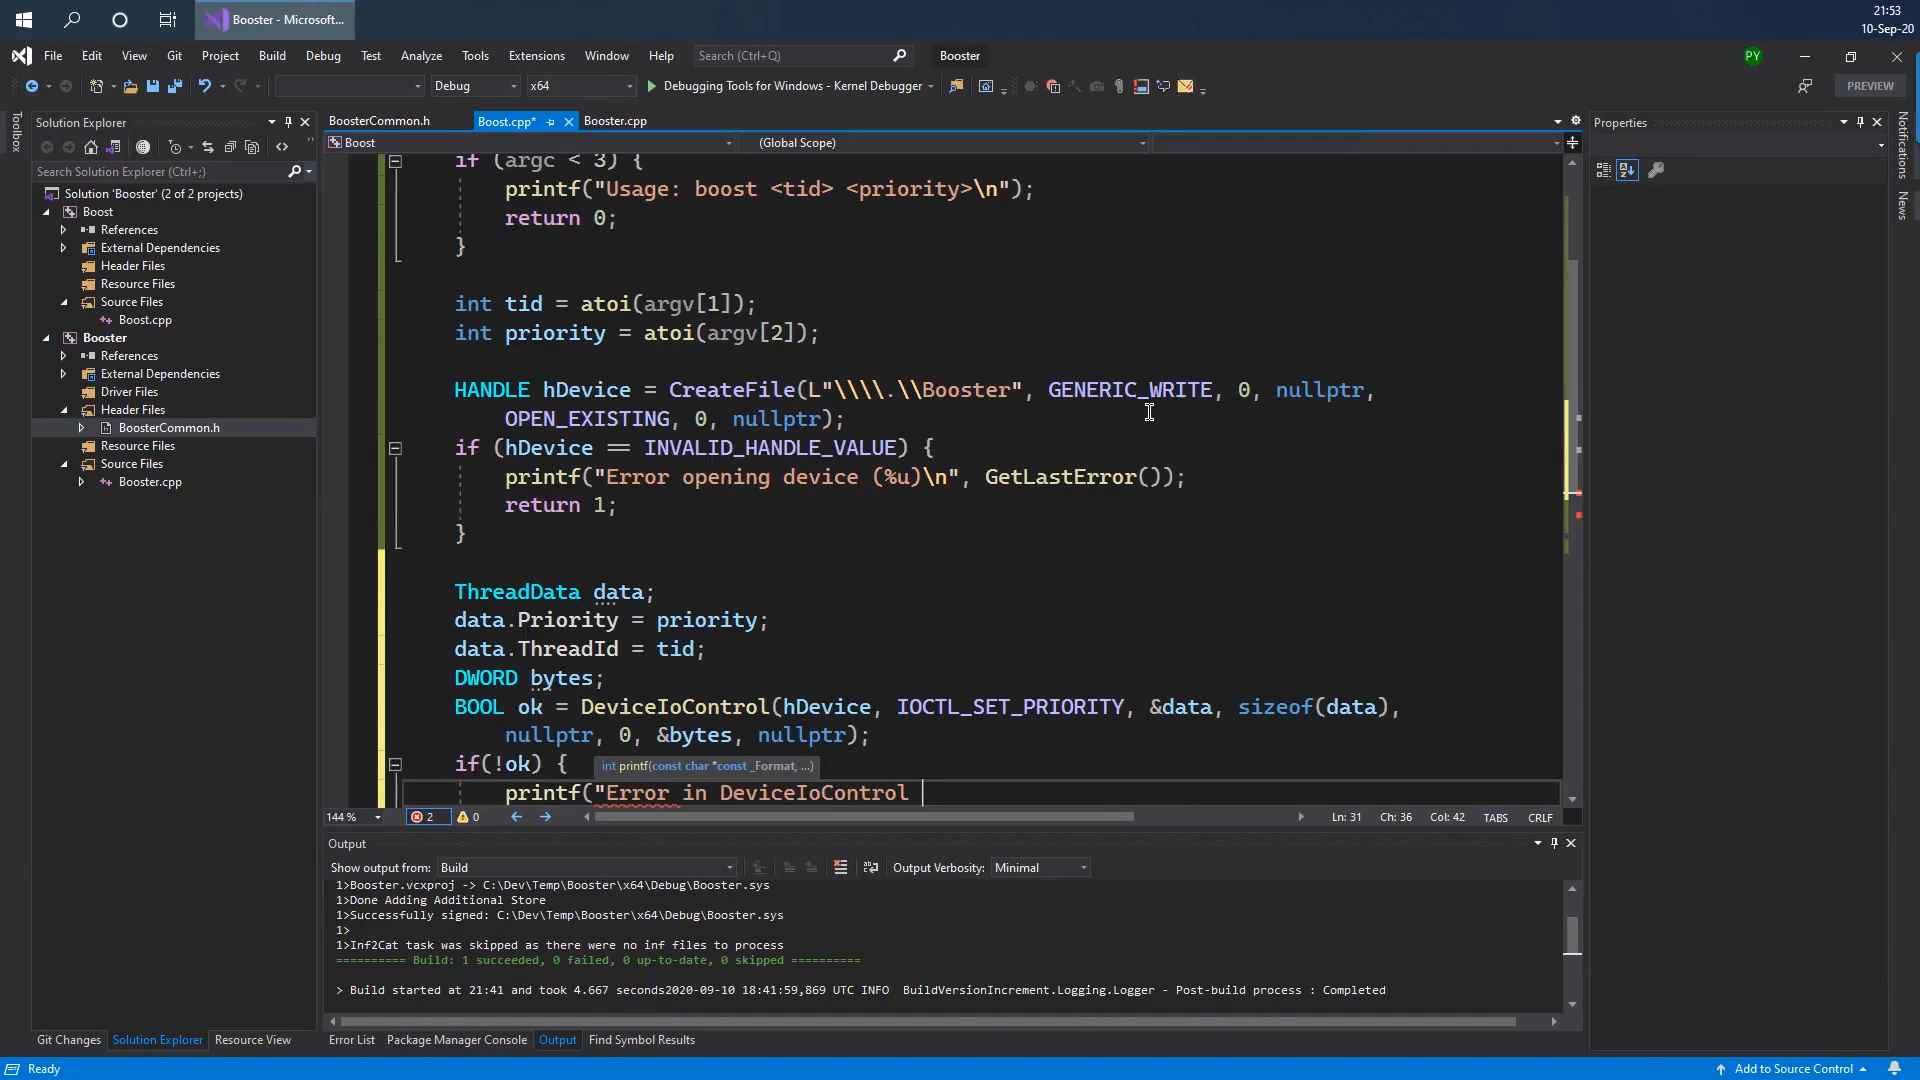 Booster - Microsoft...
21:53
10-Sep-20
File Edit View Git Project Build Debug Test Analyze Tools Extensions Window Help Search (Ctrl+Q) Booster PY
Debug x64 Debugging Tools for Windows - Kernel Debugger PREVIEW
Toolbox
Solution Explorer
Search Solution Explorer (Ctrl+;)
Solution 'Booster' (2 of 2 projects)
Boost
References
External Dependencies
Header Files
Resource Files
Source Files
Boost.cpp
Booster
References
External Dependencies
Driver Files
Header Files
BoosterCommon.h
Resource Files
Source Files
Booster.cpp
BoosterCommon.h Boost.cpp* Booster.cpp
Boost (Global Scope)
if (argc < 3) {
printf("Usage: boost <tid> <priority>\n");
return 0;
}
int tid = atoi(argv[1]);
int priority = atoi(argv[2]);
HANDLE hDevice = CreateFile(L"\\\\.\\Booster", GENERIC_WRITE, 0, nullptr,
OPEN_EXISTING, 0, nullptr);
if (hDevice == INVALID_HANDLE_VALUE) {
printf("Error opening device (%u)\n", GetLastError());
return 1;
}
ThreadData data;
data.Priority = priority;
data.ThreadId = tid;
DWORD bytes;
BOOL ok = DeviceIoControl(hDevice, IOCTL_SET_PRIORITY, &data, sizeof(data),
nullptr, 0, &bytes, nullptr);
if(!ok) {
int printf(const char *const _Format, ...)
printf("Error in DeviceIoControl
144 % 2 0 Ln: 31 Ch: 36 Col: 42 TABS CRLF
Output
Show output from: Build Output Verbosity: Minimal
1>Booster.vcxproj -> C:\Dev\Temp\Booster\x64\Debug\Booster.sys
1>Done Adding Additional Store
1>Successfully signed: C:\Dev\Temp\Booster\x64\Debug\Booster.sys
1>
1>Inf2Cat task was skipped as there were no inf files to process
========== Build: 1 succeeded, 0 failed, 0 up-to-date, 0 skipped ==========
> Build started at 21:41 and took 4.667 seconds2020-09-10 18:41:59,869 UTC INFO BuildVersionIncrement.Logging.Logger - Post-build process : Completed
Git Changes Solution Explorer Resource View
Error List Package Manager Console Output Find Symbol Results
Properties
Notifications
News
Ready
Add to Source Control